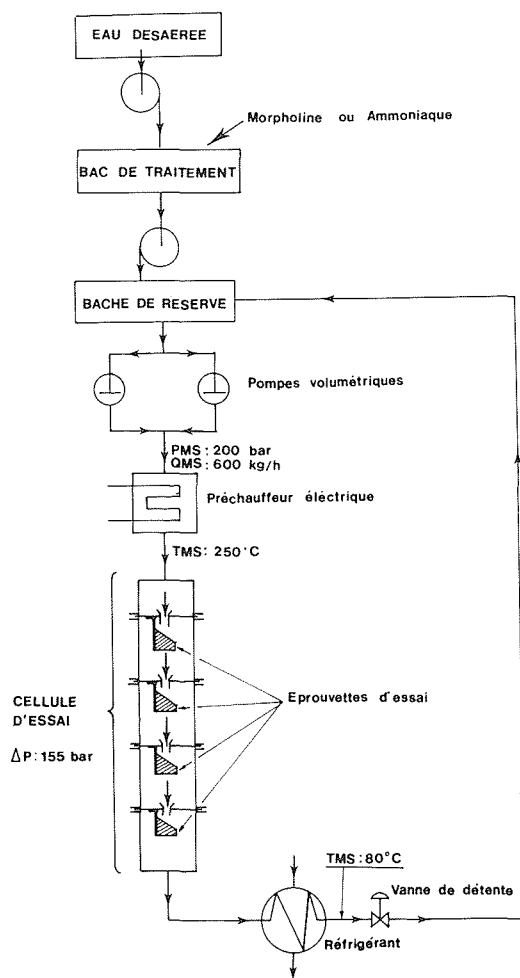 EAU DESAEREE
Morpholine ou Ammoniaque
BAC DE TRAITEMENT
BACHE DE RESERVE
Pompes volumétriques
PMS: 200 bar
QMS: 600 kg/h
Préchauffeur éléctrique
TMS: 250°C
CELLULE
D'ESSAI
ΔP: 155 bar
Eprouvettes d'essai
TMS: 80°C
Vanne de détente
Réfrigérant